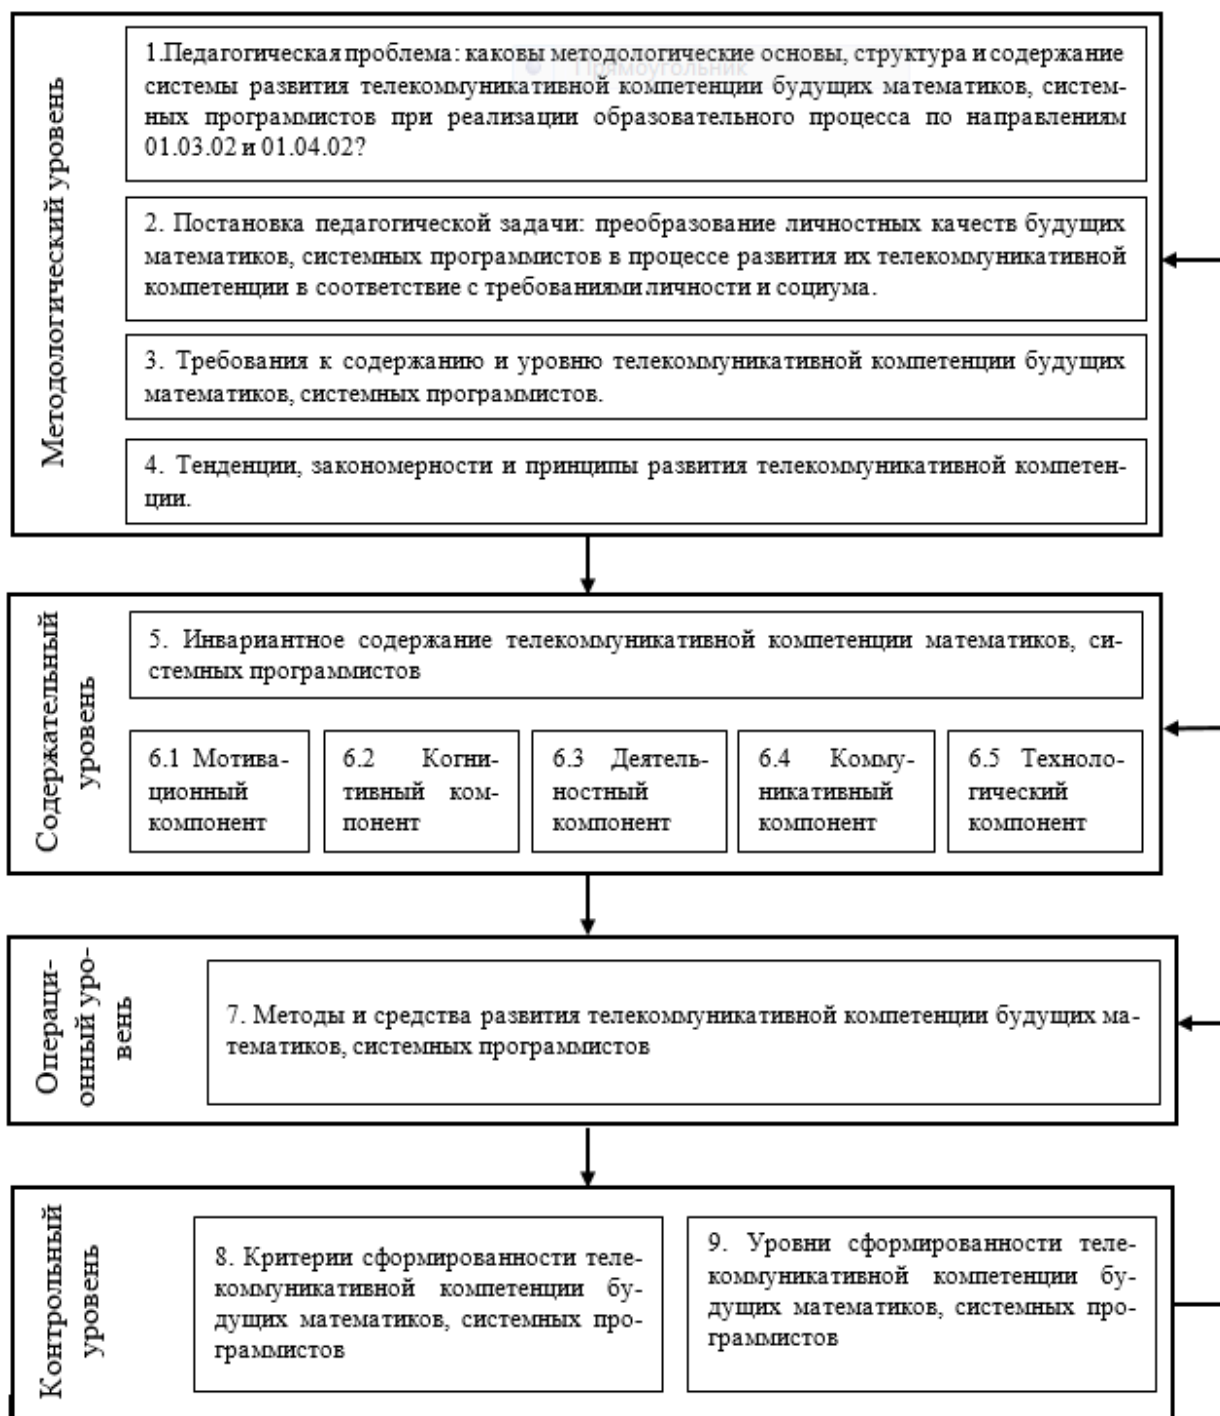 Методологический уровень
1.Педагогическая проблема: каковы методологические основы, структура и содержание
системы развития телекоммуникативной компетенции будущих математиков, систем-
ных программистов при реализации образовательного процесса по направлениям
01.03.02 и 01.04.02?
Прямоугольник
2. Постановка педагогической задачи: преобразование личностных качеств будущих
математиков, системных программистов в процессе развития их телекоммуникативной
компетенции в соответствие с требованиями личности и социума.
3. Требования к содержанию и уровню телекоммуникативной компетенции будущих
математиков, системных программистов.
4. Тенденции, закономерности и принципы развития телекоммуникативной компетен-
ции.
Содержательный
уровень
5. Инвариантное содержание телекоммуникативной компетенции математиков, си-
стемных программистов
6.1 Мотива-
ционный
компонент
6.2 Когни-
тивный ком-
понент
6.3 Деятель-
ностный
компонент
6.4 Комму-
никативный
компонент
6.5 Техноло-
гический
компонент
Операци-
онный уро-
вень
7. Методы и средства развития телекоммуникативной компетенции будущих ма-
тематиков, системных программистов
Контрольный
уровень
8. Критерии сформированности теле-
коммуникативной компетенции бу-
дущих математиков, системных про-
граммистов
9. Уровни сформированности теле-
коммуникативной компетенции бу-
дущих математиков, системных про-
граммистов